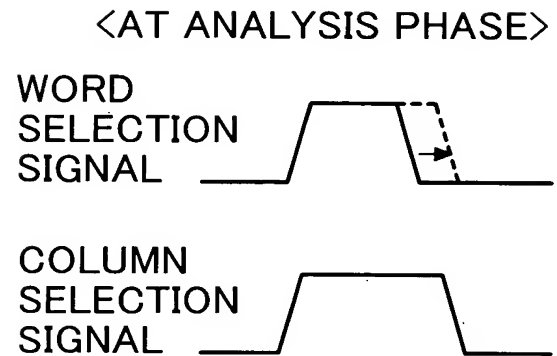 <AT ANALYSIS PHASE>
WORD
SELECTION
SIGNAL
COLUMN
SELECTION
SIGNAL